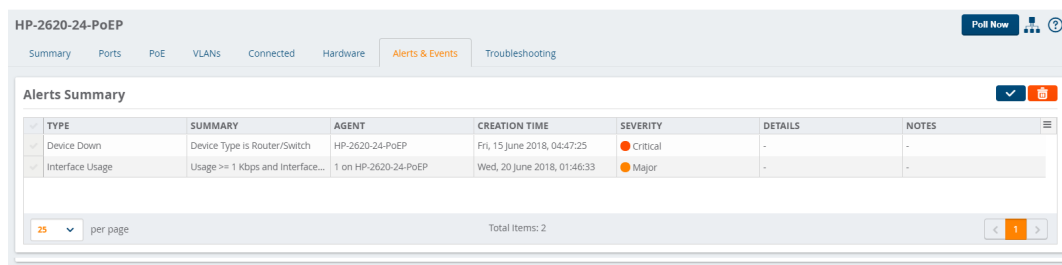 HP-2620-24-PoEP
Poll Now
Summary Ports PoE VLANs Connected Hardware Alerts & Events Troubleshooting
Alerts Summary
TYPE SUMMARY AGENT CREATION TIME SEVERITY DETAILS NOTES
Device Down Device Type is Router/Switch HP-2620-24-PoEP Fri, 15 June 2018, 04:47:25 Critical - -
Interface Usage Usage >= 1 Kbps and Interface... 1 on HP-2620-24-PoEP Wed, 20 June 2018, 01:46:33 Major - -
25 per page Total Items: 2 < 1 >